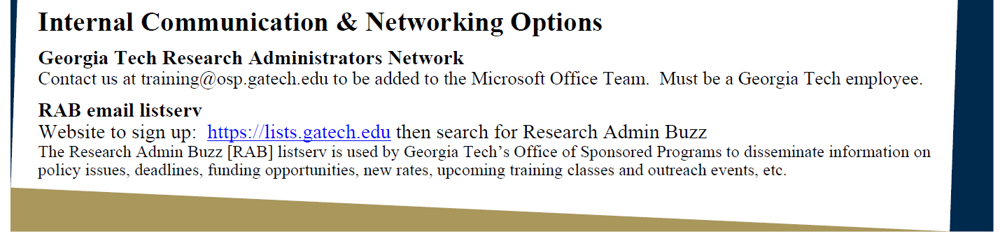 Internal Communication & Networking Options
Georgia Tech Research Administrators Network
Contact us at training@osp.gatech.edu to be added to the Microsoft Office Team.  Must be a Georgia Tech employee.
RAB email listserv
Website to sign up:  https://lists.gatech.edu then search for Research Admin Buzz
The Research Admin Buzz [RAB] listserv is used by Georgia Tech’s Office of Sponsored Programs to disseminate information on
policy issues, deadlines, funding opportunities, new rates, upcoming training classes and outreach events, etc.